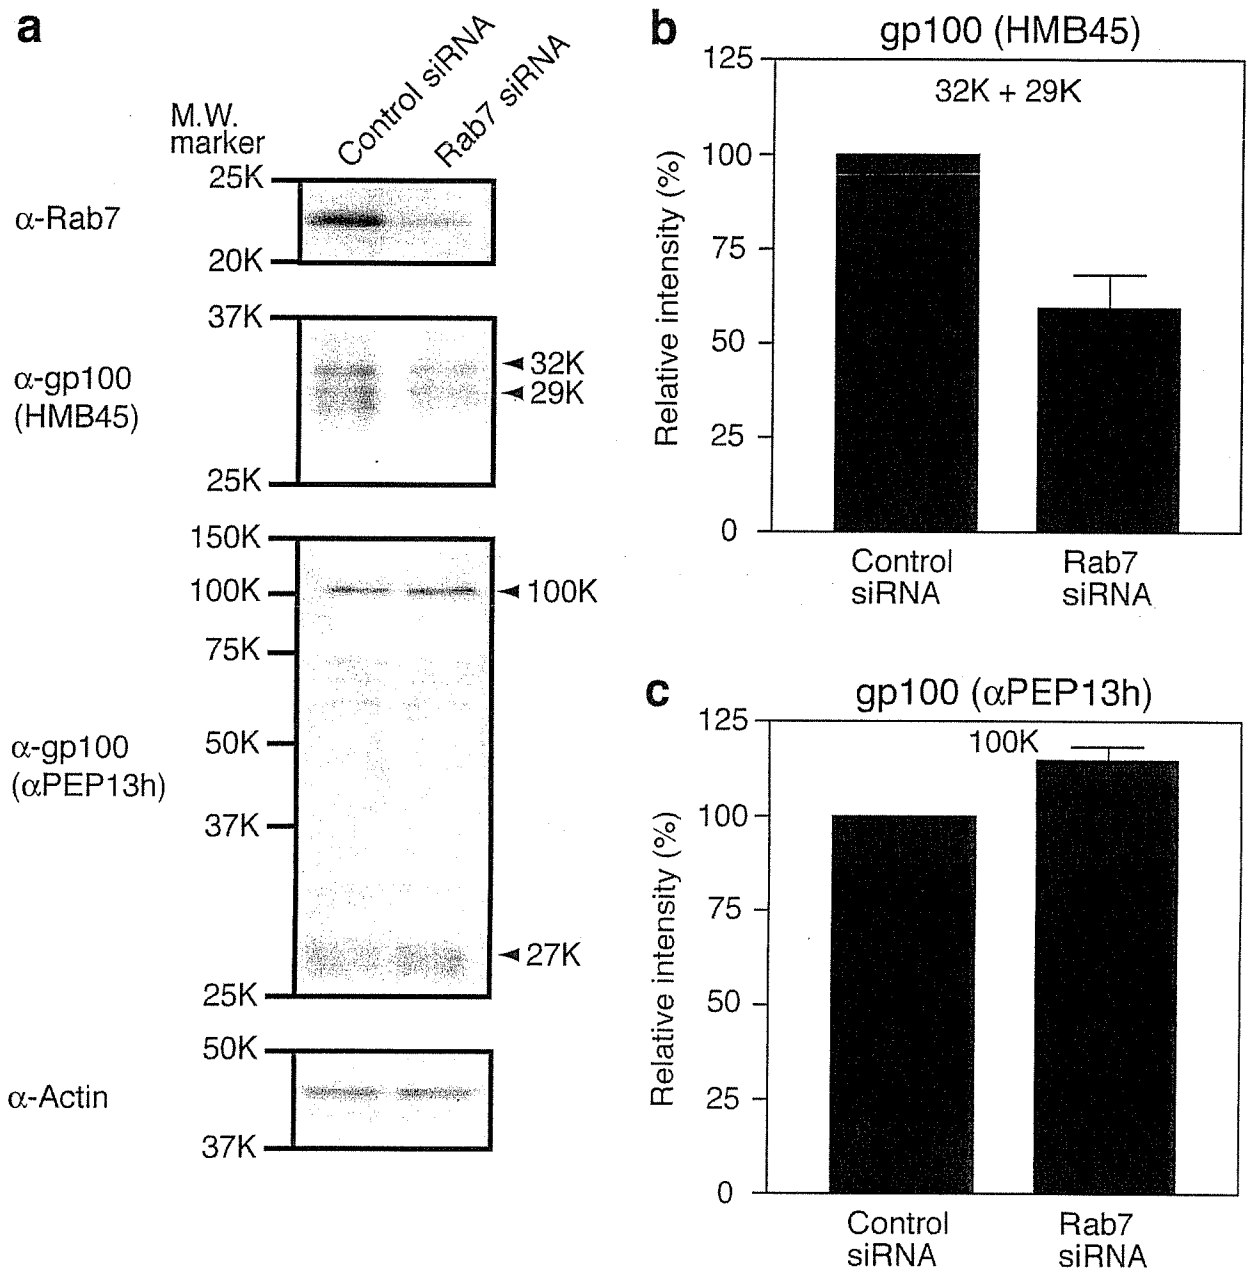 a
M.W.
marker
Control siRNA
Rab7 siRNA
25K
α-Rab7
20K
37K
α-gp100
(HMB45)
32K
29K
25K
150K
100K
100K
75K
50K
α-gp100
(αPEP13h)
37K
27K
25K
50K
α-Actin
37K
b
gp100 (HMB45)
32K + 29K
Relative intensity (%)
125
100
75
50
25
0
Control
siRNA
Rab7
siRNA
c
gp100 (αPEP13h)
100K
Relative intensity (%)
125
100
75
50
25
0
Control
siRNA
Rab7
siRNA